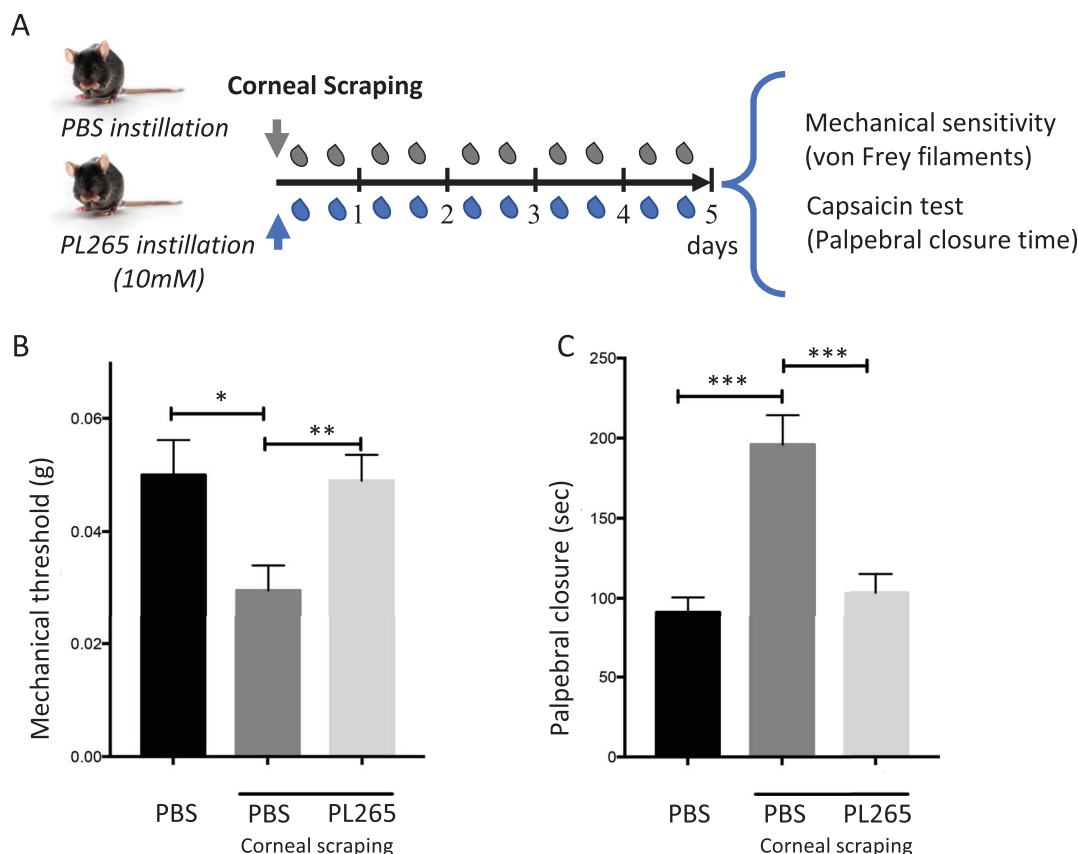 A
PBS instillation
PL265 instillation
(10mM)
Corneal Scraping
1 2 3 4 5
days
Mechanical sensitivity
(von Frey filaments)
Capsaicin test
(Palpebral closure time)
B
Mechanical threshold (g)
0.06
0.04
0.02
0.00
*
**
PBS PBS PL265
Corneal scraping
C
Palpebral closure (sec)
250
200
150
100
50
0
***
***
PBS PBS PL265
Corneal scraping